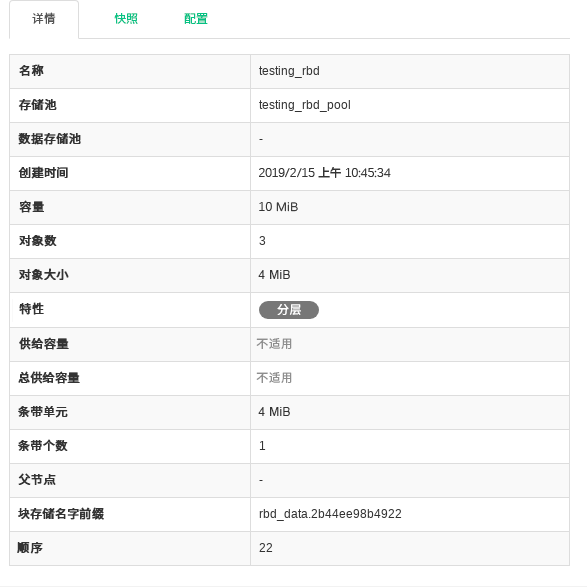 详情 快照 配置
名称 testing_rbd
存储池 testing_rbd_pool
数据存储池 -
创建时间 2019/2/15 上午 10:45:34
容量 10 MiB
对象数 3
对象大小 4 MiB
特性 分层
供给容量 不适用
总供给容量 不适用
条带单元 4 MiB
条带个数 1
父节点 -
块存储名字前缀 rbd_data.2b44ee98b4922
顺序 22